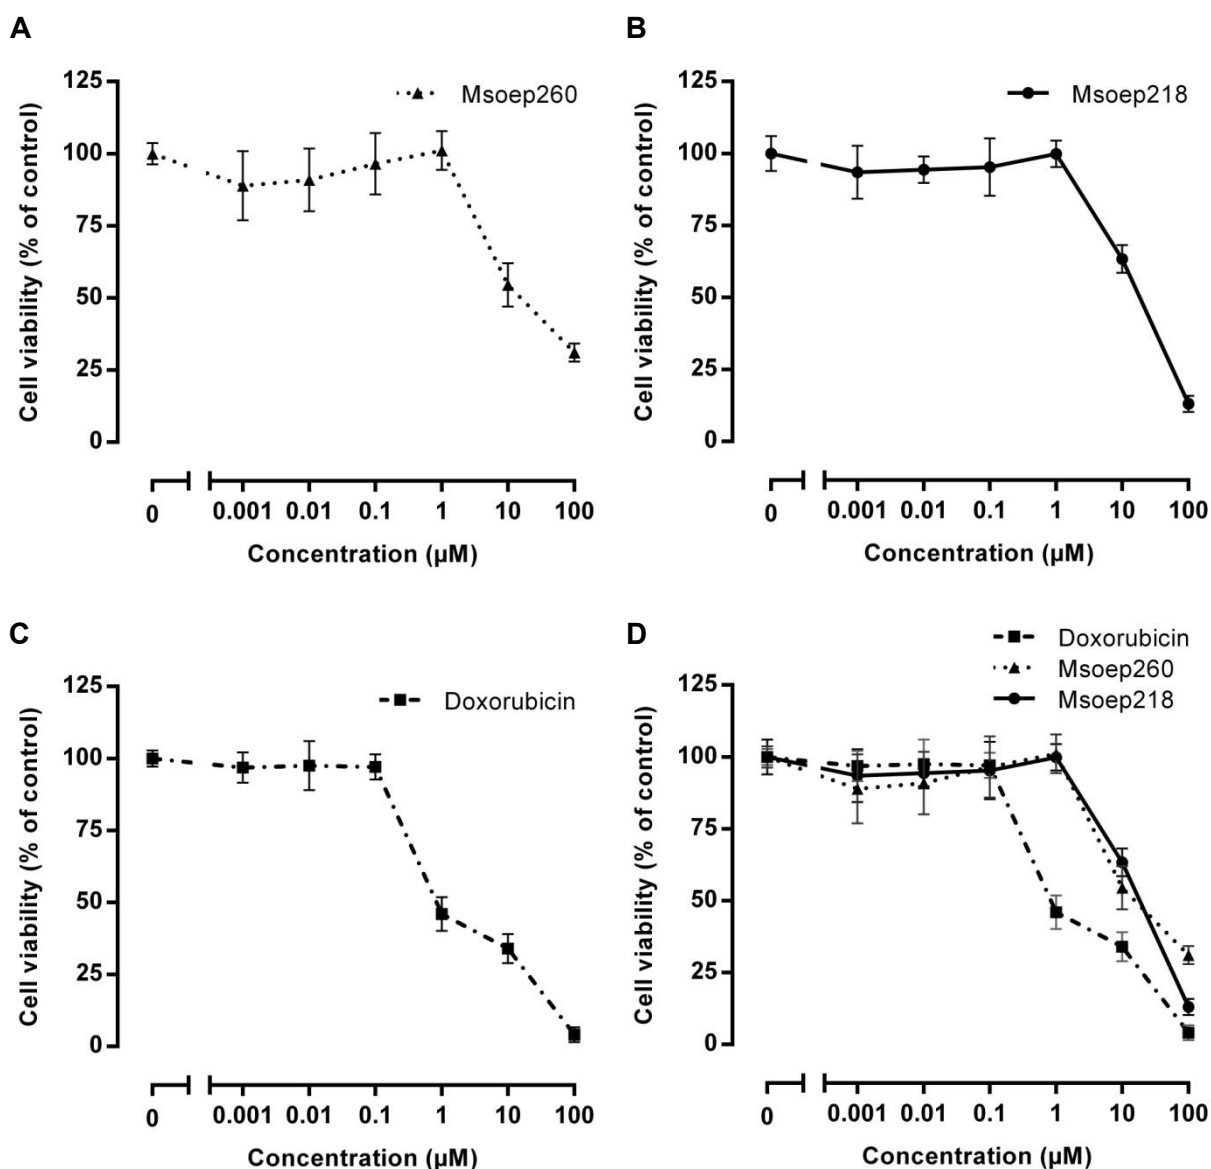 A
Msoep260
Cell viability (% of control)
125
100
75
50
25
0
0 0.001 0.01 0.1 1 10 100
Concentration (µM)
B
Msoep218
Cell viability (% of control)
125
100
75
50
25
0
0 0.001 0.01 0.1 1 10 100
Concentration (µM)
C
Doxorubicin
Cell viability (% of control)
125
100
75
50
25
0
0 0.001 0.01 0.1 1 10 100
Concentration (µM)
D
Doxorubicin
Msoep260
Msoep218
Cell viability (% of control)
125
100
75
50
25
0
0 0.001 0.01 0.1 1 10 100
Concentration (µM)